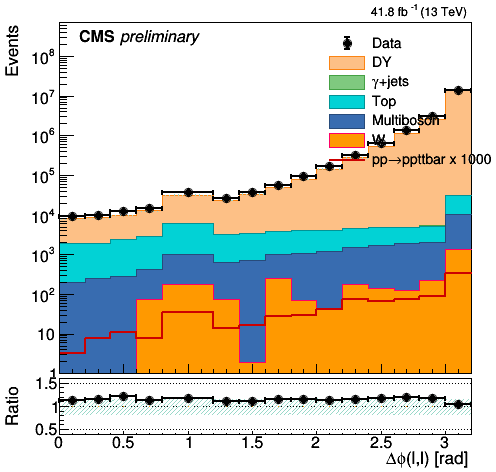 41.8 fb⁻¹ (13 TeV)
CMS preliminary
Events
10⁸
10⁷
10⁶
10⁵
10⁴
10³
10²
10
1
Data
DY
γ+jets
Top
Multiboson
W
pp→ppttbar x 1000
Ratio
1.5
1
0.5
0 0.5 1 1.5 2 2.5 3
Δφ(l,l) [rad]